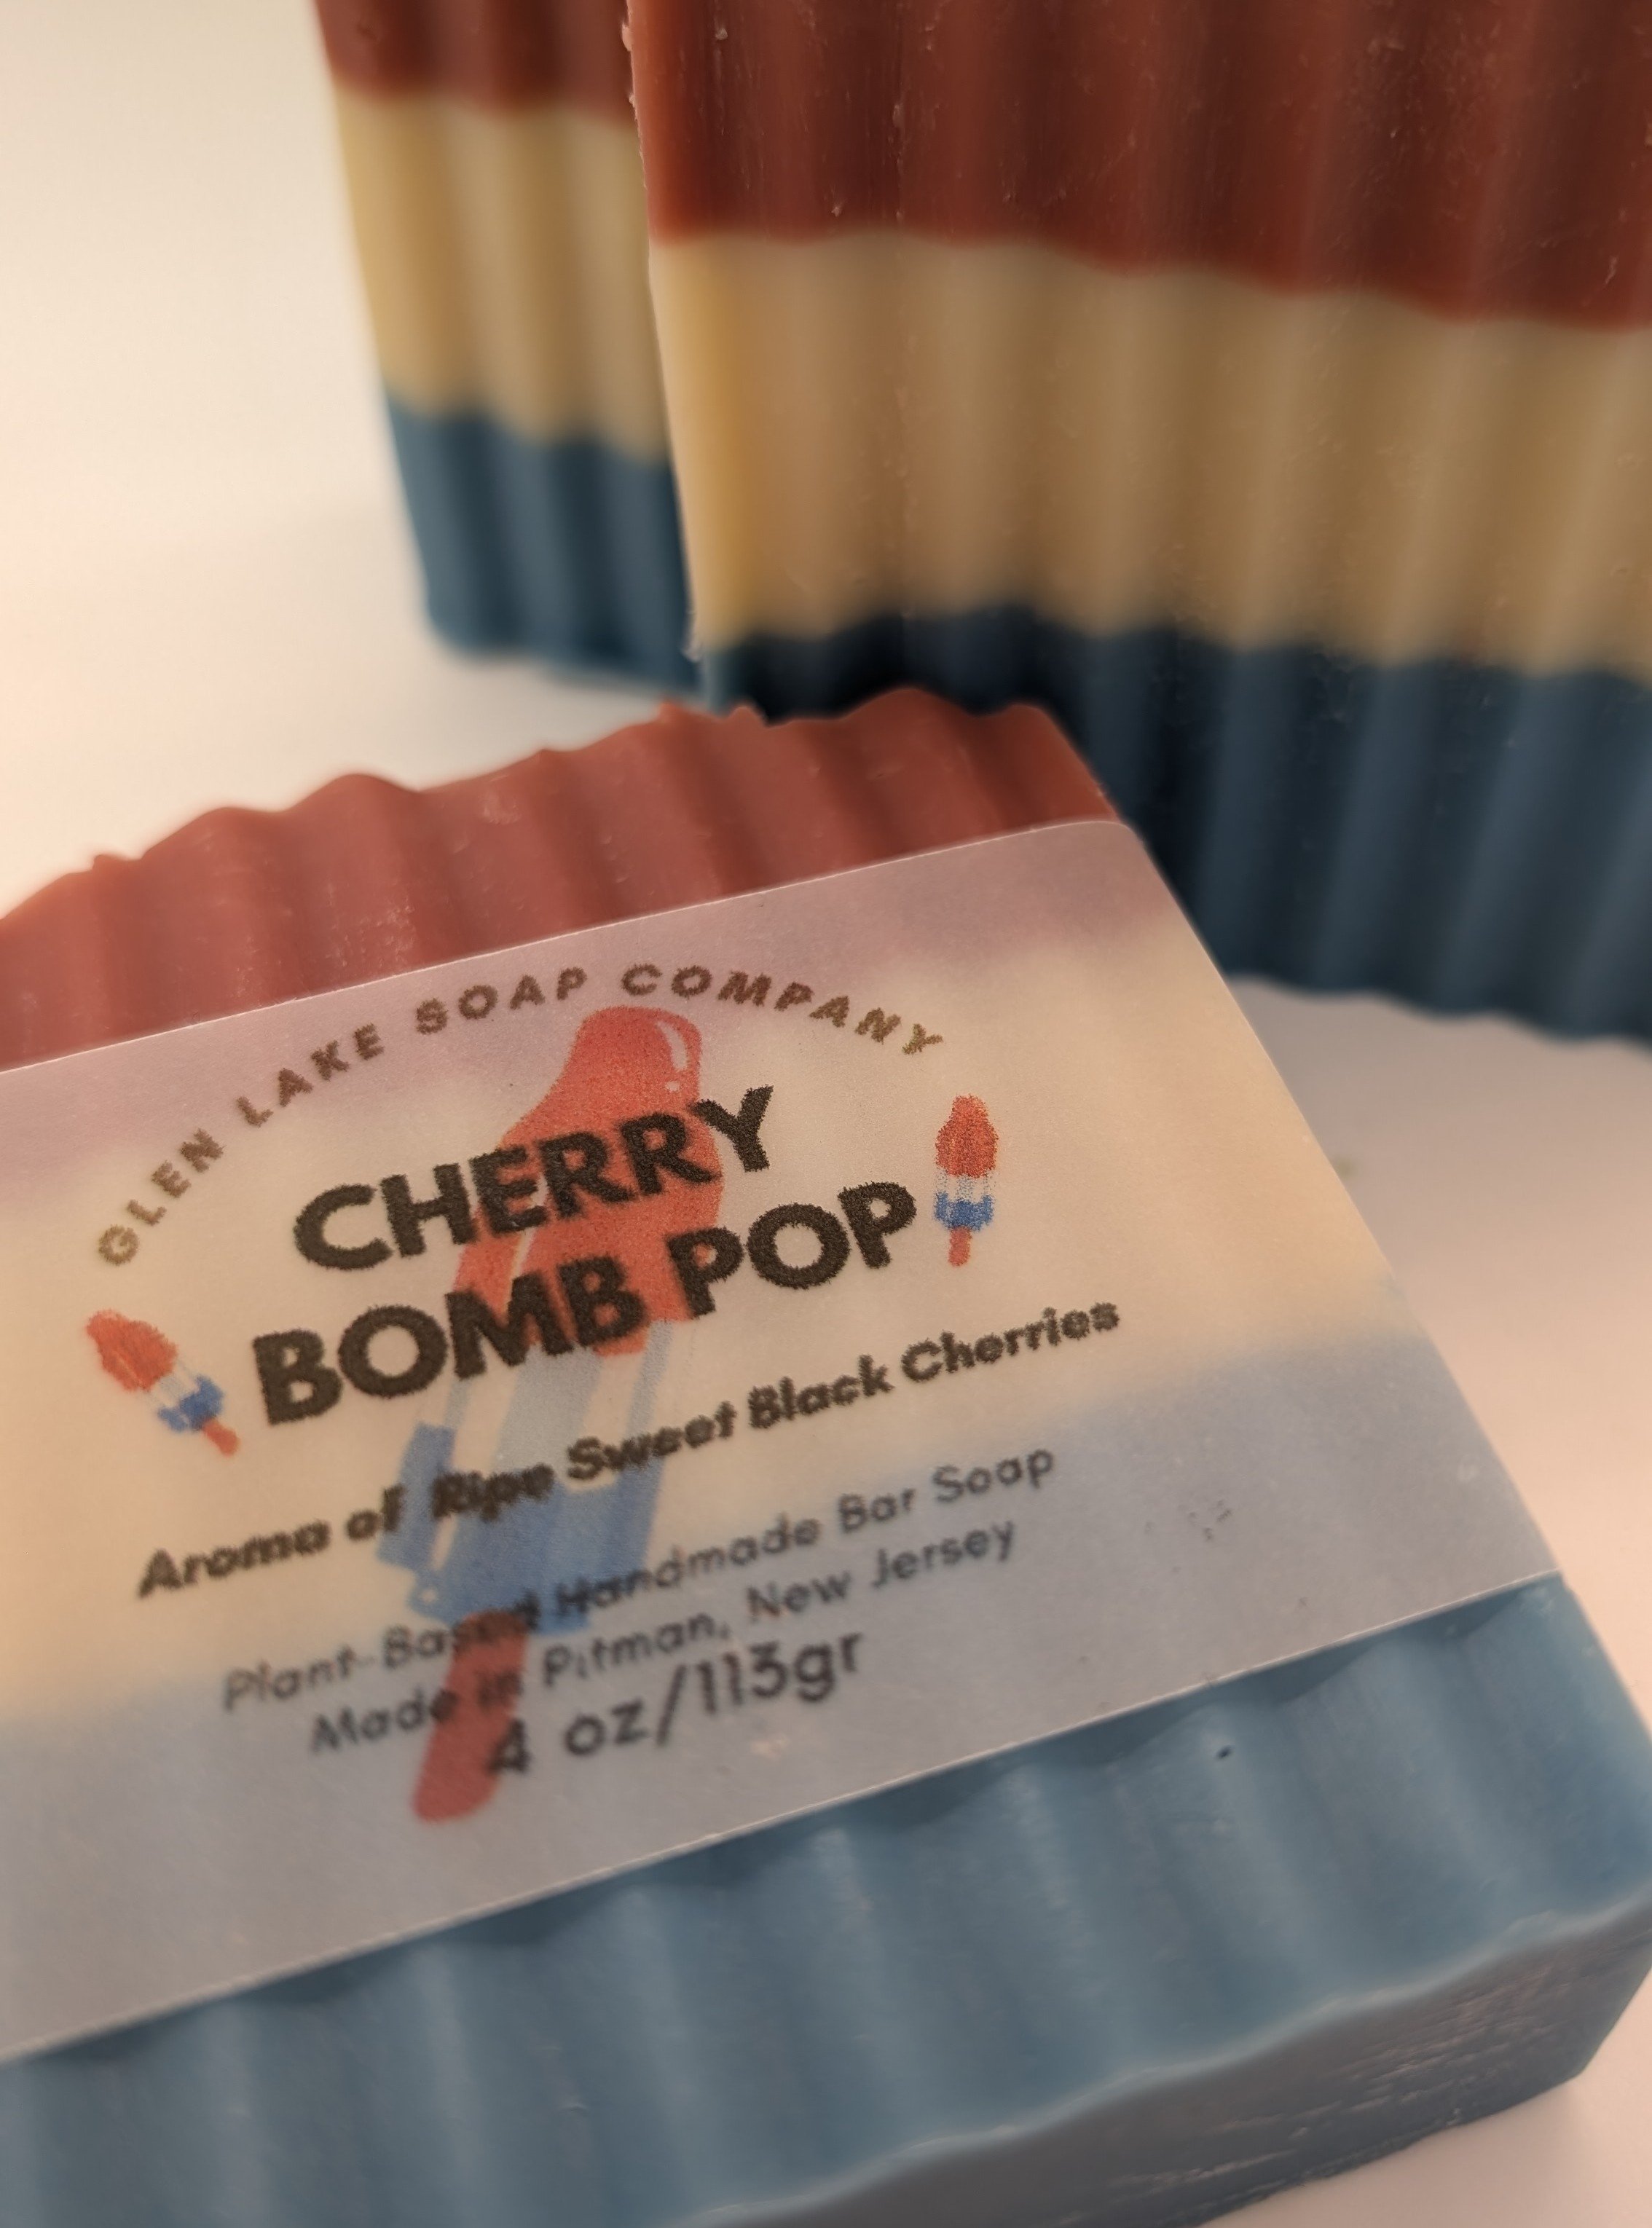 GLEN LAKE SOAP COMPANY
CHERRY
BOMB POP
Aroma of Ripe Sweet Black Cherries
Plant-Based Handmade Bar Soap
Made in Pitman, New Jersey
4 oz/113gr